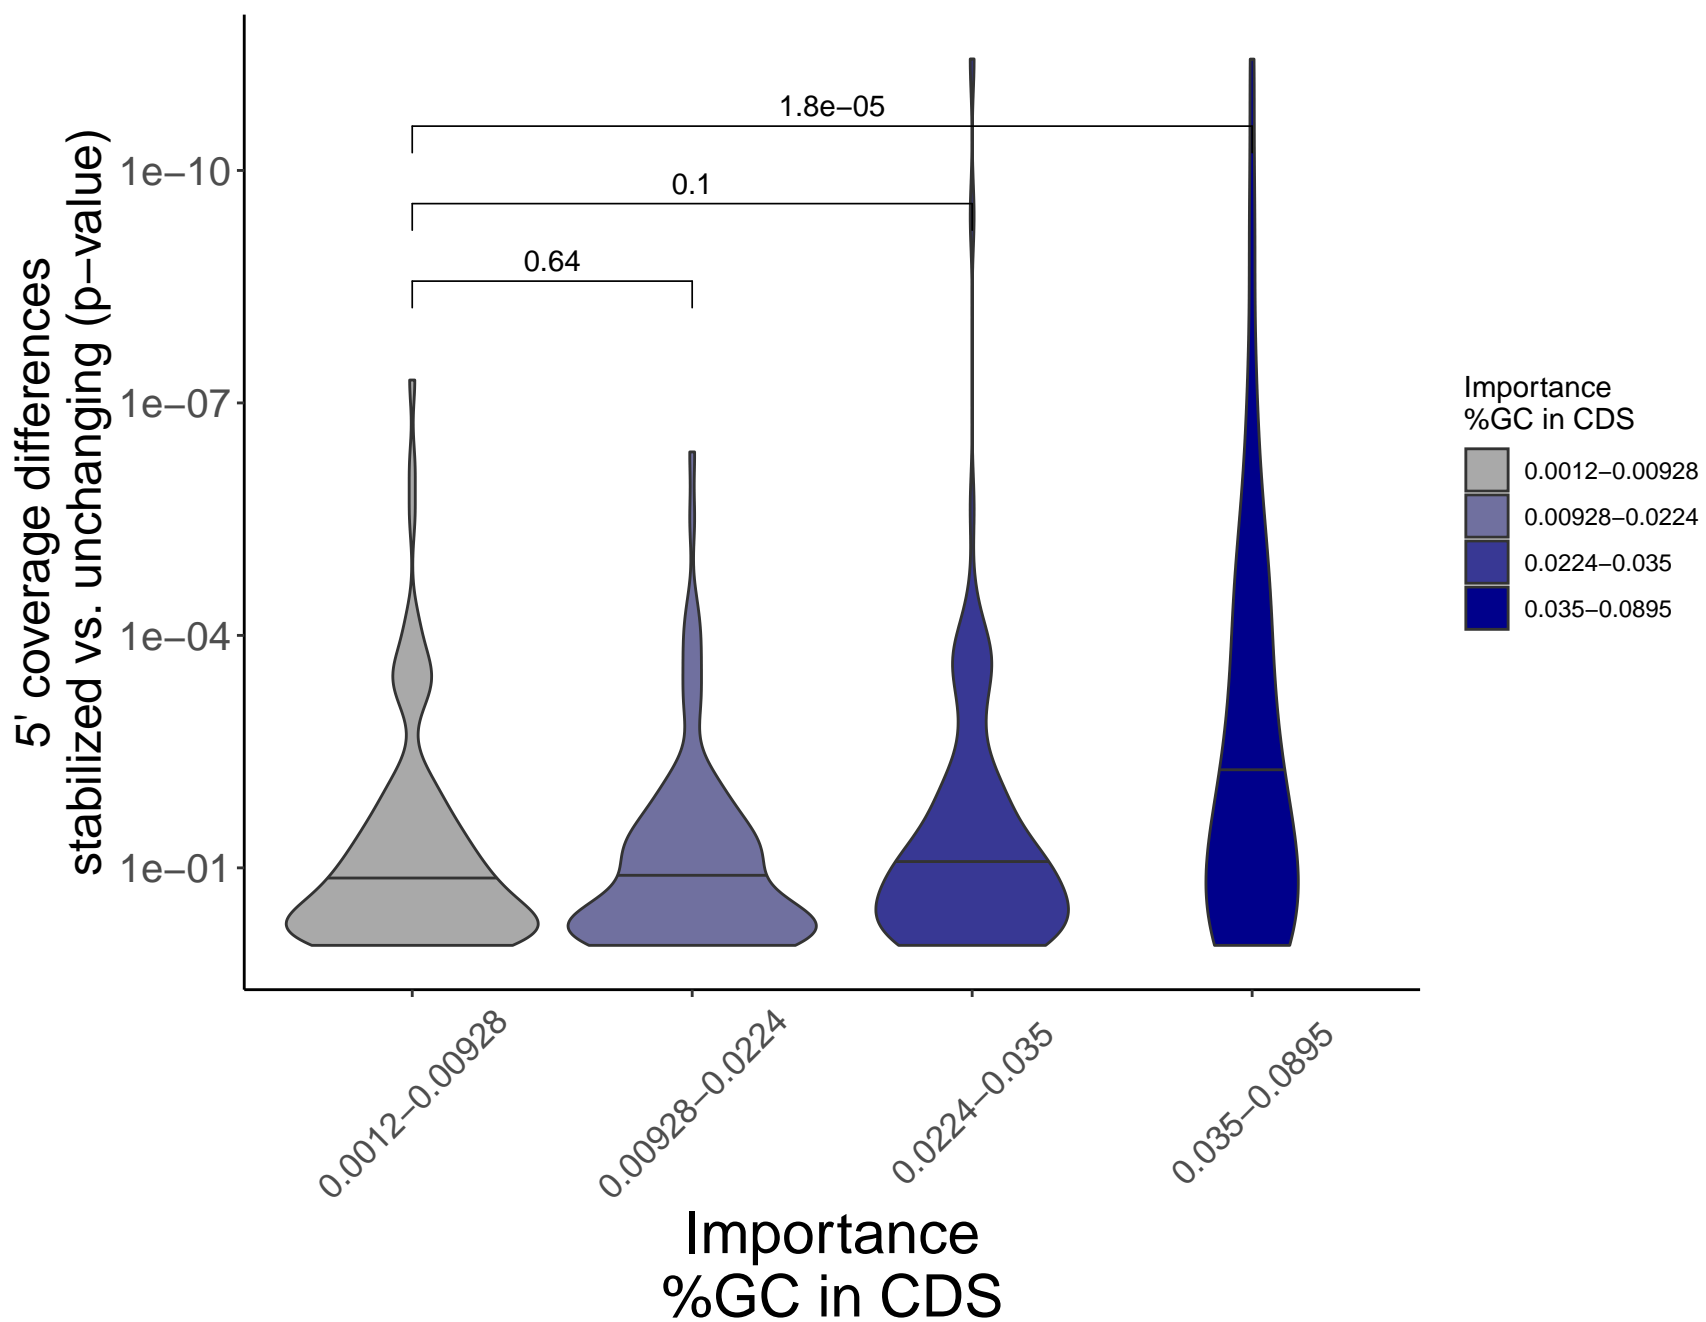 5' coverage differences
stabilized vs. unchanging (p−value)
1e−10
1e−07
1e−04
1e−01
1.8e−05
0.1
0.64
0.0012−0.00928
0.00928−0.0224
0.0224−0.035
0.035−0.0895
Importance
%GC in CDS
Importance
%GC in CDS
0.0012−0.00928
0.00928−0.0224
0.0224−0.035
0.035−0.0895